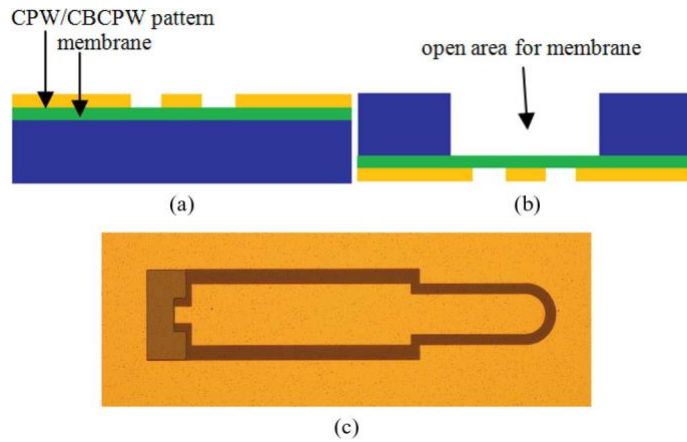 CPW/CBCPW pattern
membrane
open area for membrane
(a)
(b)
(c)